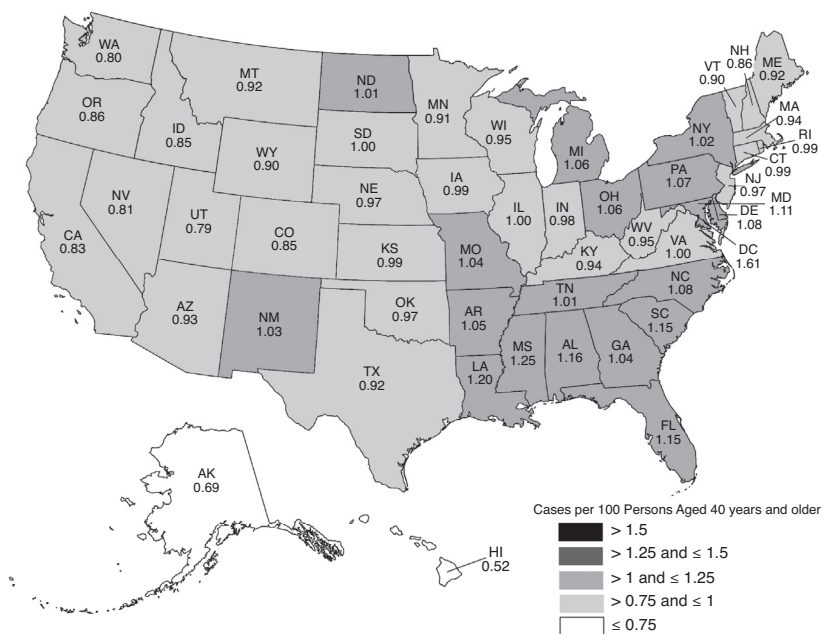 WA
0.80
OR
0.86
CA
0.83
NV
0.81
ID
0.85
MT
0.92
WY
0.90
UT
0.79
CO
0.85
AZ
0.93
NM
1.03
ND
1.01
SD
1.00
NE
0.97
KS
0.99
OK
0.97
TX
0.92
MN
0.91
IA
0.99
MO
1.04
AR
1.05
LA
1.20
WI
0.95
IL
1.00
IN
0.98
MI
1.06
OH
1.06
KY
0.94
TN
1.01
MS
1.25
AL
1.16
GA
1.04
FL
1.15
SC
1.15
NC
1.08
VA
1.00
WV
0.95
PA
1.07
NY
1.02
VT
0.90
NH
0.86
ME
0.92
MA
0.94
RI
0.99
CT
0.99
NJ
0.97
MD
1.11
DE
1.08
DC
1.61
AK
0.69
HI
0.52
Cases per 100 Persons Aged 40 years and older
> 1.5
> 1.25 and ≤ 1.5
> 1 and ≤ 1.25
> 0.75 and ≤ 1
≤ 0.75